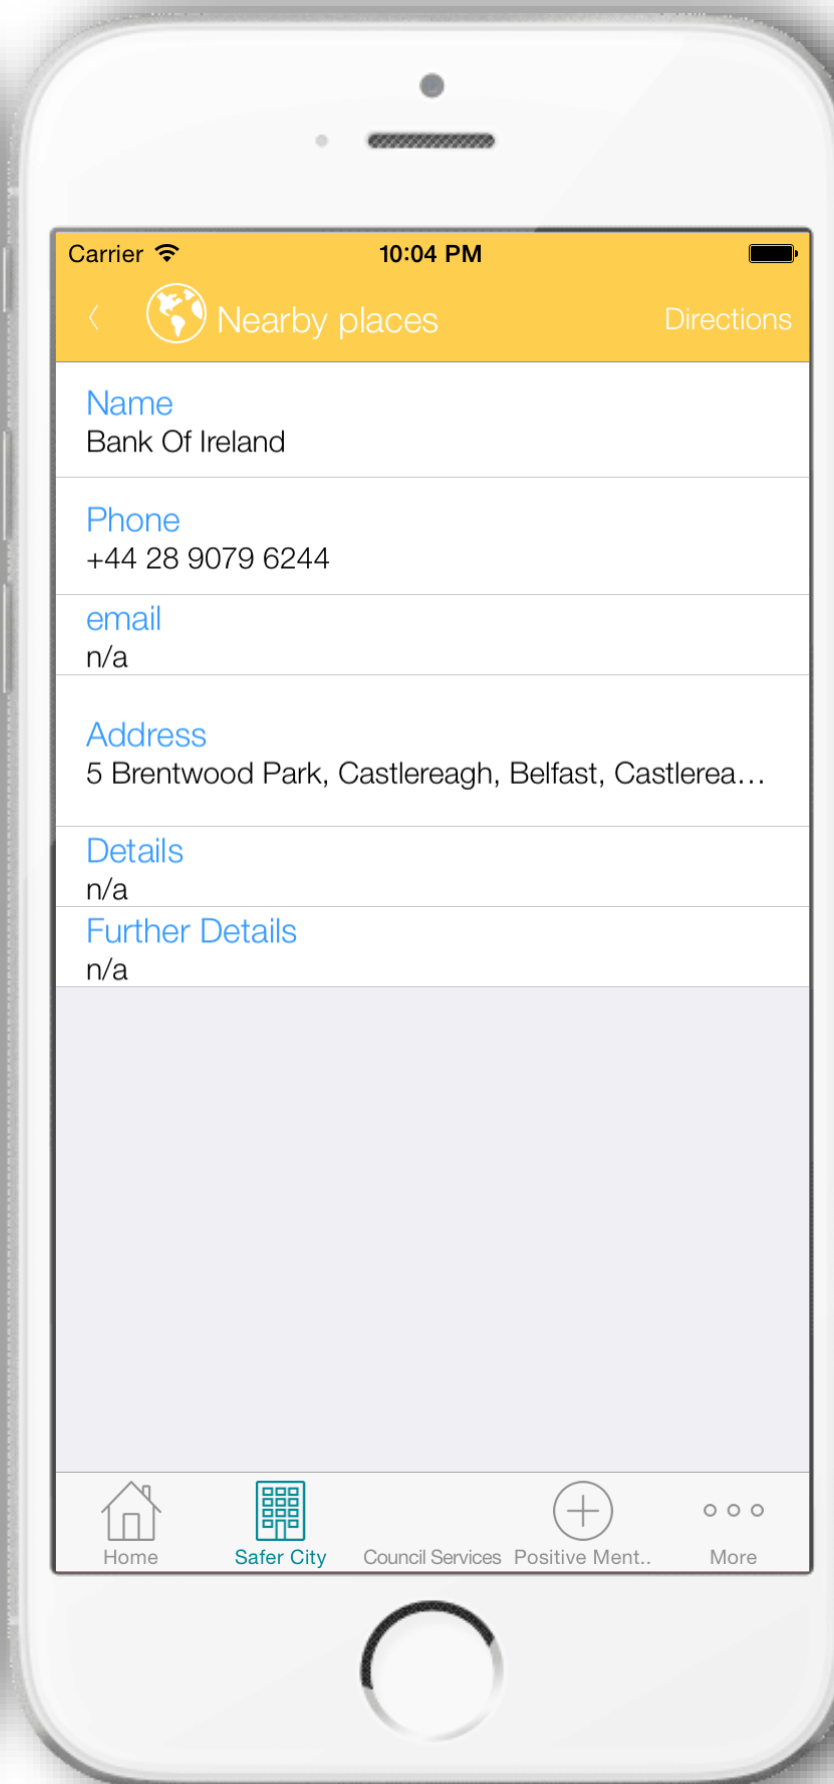 Carrier
10:04 PM
Nearby places
Directions
Name
Bank Of Ireland
Phone
+44 28 9079 6244
email
n/a
Address
5 Brentwood Park, Castlereagh, Belfast, Castlerea...
Details
n/a
Further Details
n/a
Home
Safer City
Council Services
Positive Ment..
More